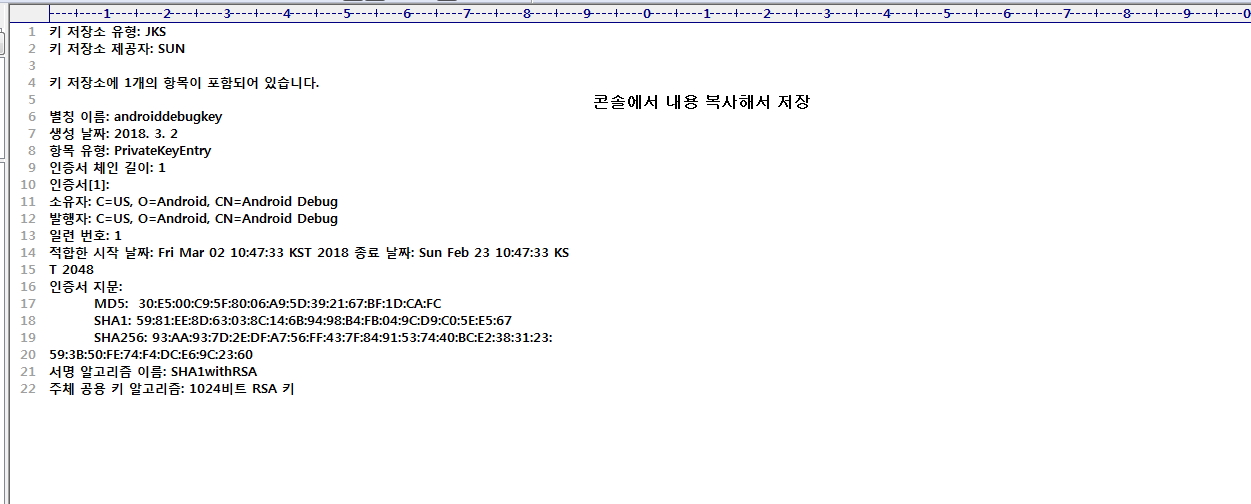 ----+----1----+----2----+----3----+----4----+----5----+----6----+----7----+----8----+----9----+----0----+----1----+----2----+----3----+----4----+----5----+----6----+----7----+----8----+----9----+----0
1 키 저장소 유형: JKS
2 키 저장소 제공자: SUN
3
4 키 저장소에 1개의 항목이 포함되어 있습니다.
5
콘솔에서 내용 복사해서 저장
6 별칭 이름: androiddebugkey
7 생성 날짜: 2018. 3. 2
8 항목 유형: PrivateKeyEntry
9 인증서 체인 길이: 1
10 인증서[1]:
11 소유자: C=US, O=Android, CN=Android Debug
12 발행자: C=US, O=Android, CN=Android Debug
13 일련 번호: 1
14 적합한 시작 날짜: Fri Mar 02 10:47:33 KST 2018 종료 날짜: Sun Feb 23 10:47:33 KS
15 T 2048
16 인증서 지문:
17 MD5: 30:E5:00:C9:5F:80:06:A9:5D:39:21:67:BF:1D:CA:FC
18 SHA1: 59:81:EE:8D:63:03:8C:14:6B:94:98:B4:FB:04:9C:D9:C0:5E:E5:67
19 SHA256: 93:AA:93:7D:2E:DF:A7:56:FF:43:7F:84:91:53:74:40:BC:E2:38:31:23:
20 59:3B:50:FE:74:F4:DC:E6:9C:23:60
21 서명 알고리즘 이름: SHA1withRSA
22 주체 공용 키 알고리즘: 1024비트 RSA 키